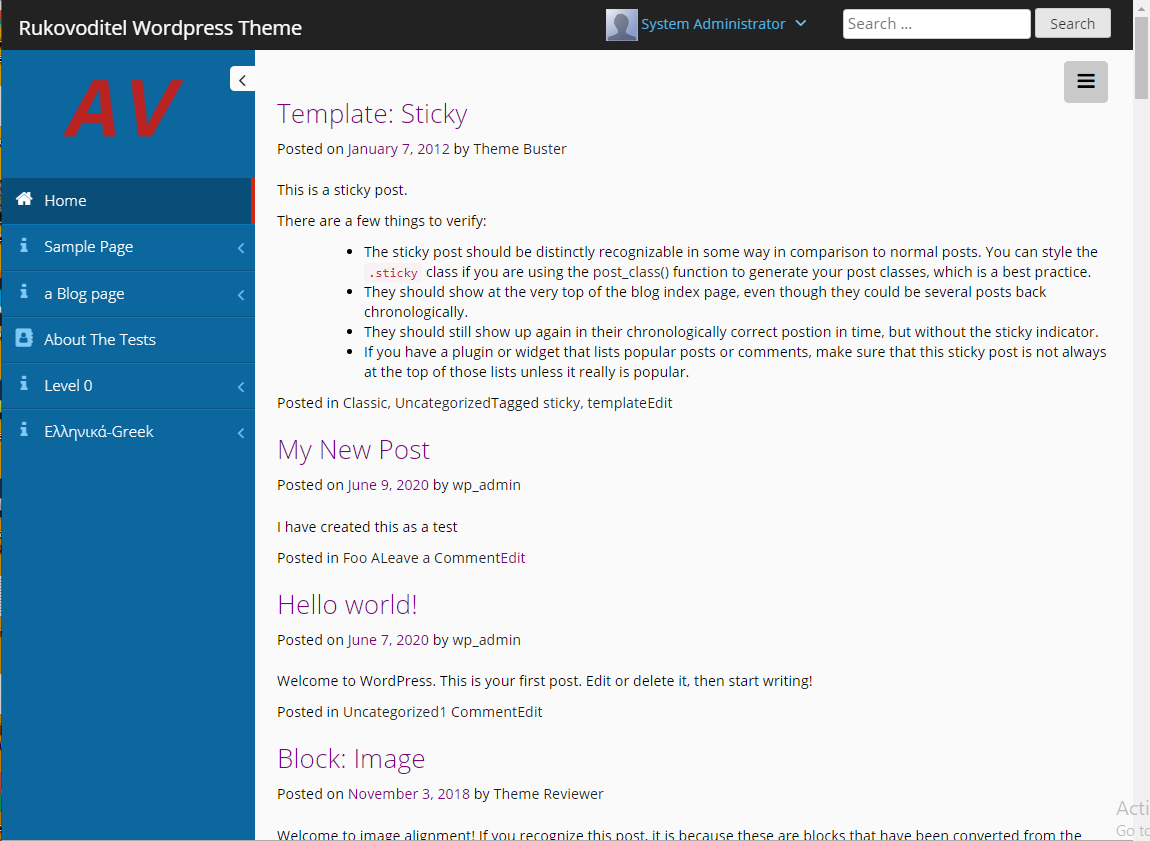 Rukovoditel Wordpress Theme
System Administrator
Search ...
Search
AV
Home
Sample Page
a Blog page
About The Tests
Level 0
Ελληνικά-Greek
Template: Sticky
Posted on January 7, 2012 by Theme Buster
This is a sticky post.
There are a few things to verify:
The sticky post should be distinctly recognizable in some way in comparison to normal posts. You can style the
.sticky class if you are using the post_class() function to generate your post classes, which is a best practice.
They should show at the very top of the blog index page, even though they could be several posts back
chronologically.
They should still show up again in their chronologically correct postion in time, but without the sticky indicator.
If you have a plugin or widget that lists popular posts or comments, make sure that this sticky post is not always
at the top of those lists unless it really is popular.
Posted in Classic, UncategorizedTagged sticky, templateEdit
My New Post
Posted on June 9, 2020 by wp_admin
I have created this as a test
Posted in Foo ALeave a CommentEdit
Hello world!
Posted on June 7, 2020 by wp_admin
Welcome to WordPress. This is your first post. Edit or delete it, then start writing!
Posted in Uncategorized1 CommentEdit
Block: Image
Posted on November 3, 2018 by Theme Reviewer
Welcome to image alignment! If you recognize this post, it is because these are blocks that have been converted from the
Acti
Go to